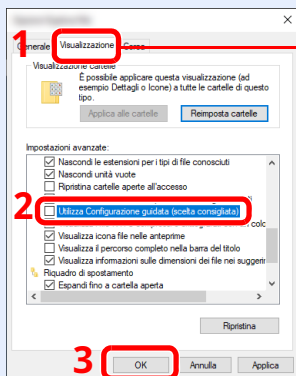 1
Generale Visualizzazione Cerca
Visualizzazione cartelle
È possibile applicare questa visualizzazione (ad
esempio Dettagli o Icone) a tutte le cartelle di questo
tipo.
Applica alle cartelle Reimposta cartelle
Impostazioni avanzate:
Nascondi le estensioni per i tipi di file conosciuti
Nascondi unità vuote
Ripristina cartelle aperte all'accesso
2
Utilizza Configurazione guidata (scelta consigliata)
Visualizza icona file nelle anteprime
Visualizza il percorso completo nella barra del titolo
Visualizza informazioni sulle dimensioni dei file nei suggerir
Riquadro di spostamento
Espandi fino a cartella aperta
Ripristina
3
OK Annulla Applica